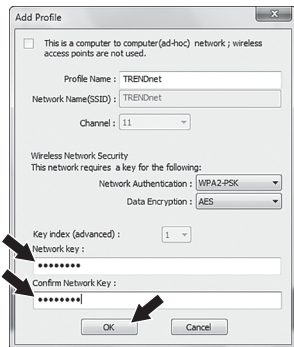 Add Profile
This is a computer to computer(ad-hoc) network ; wireless
access points are not used.
Profile Name : TRENDnet
Network Name(SSID) : TRENDnet
Channel : 11
Wireless Network Security
This network requires a key for the following:
Network Authentication : WPA2-PSK
Data Encryption : AES
Key index (advanced) : 1
Network key :
••••••••
Confirm Network Key :
••••••••
OK Cancel